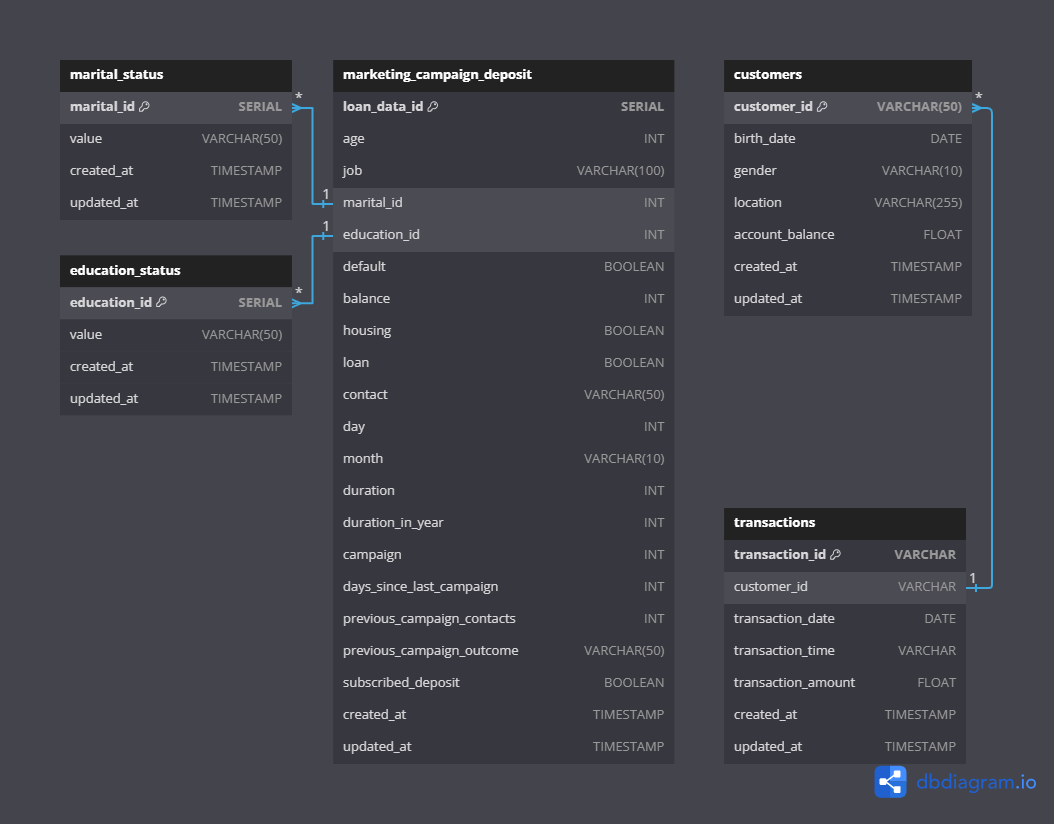 marital_status
marital_id SERIAL
value VARCHAR(50)
created_at TIMESTAMP
updated_at TIMESTAMP
*
1
education_status
education_id SERIAL
value VARCHAR(50)
created_at TIMESTAMP
updated_at TIMESTAMP
*
1
marketing_campaign_deposit
loan_data_id SERIAL
age INT
job VARCHAR(100)
marital_id INT
education_id INT
default BOOLEAN
balance INT
housing BOOLEAN
loan BOOLEAN
contact VARCHAR(50)
day INT
month VARCHAR(10)
duration INT
duration_in_year INT
campaign INT
days_since_last_campaign INT
previous_campaign_contacts INT
previous_campaign_outcome VARCHAR(50)
subscribed_deposit BOOLEAN
created_at TIMESTAMP
updated_at TIMESTAMP
customers
customer_id VARCHAR(50)
birth_date DATE
gender VARCHAR(10)
location VARCHAR(255)
account_balance FLOAT
created_at TIMESTAMP
updated_at TIMESTAMP
*
transactions
transaction_id VARCHAR
customer_id VARCHAR
transaction_date DATE
transaction_time VARCHAR
transaction_amount FLOAT
created_at TIMESTAMP
updated_at TIMESTAMP
1
dbdiagram.io